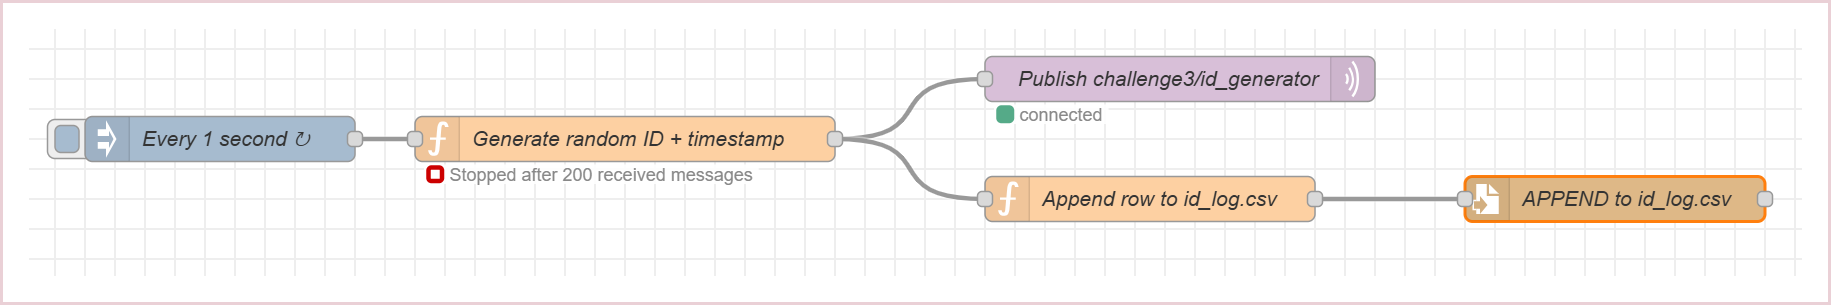 Every 1 second ↻
Generate random ID + timestamp
Stopped after 200 received messages
Publish challenge3/id_generator
connected
Append row to id_log.csv
APPEND to id_log.csv